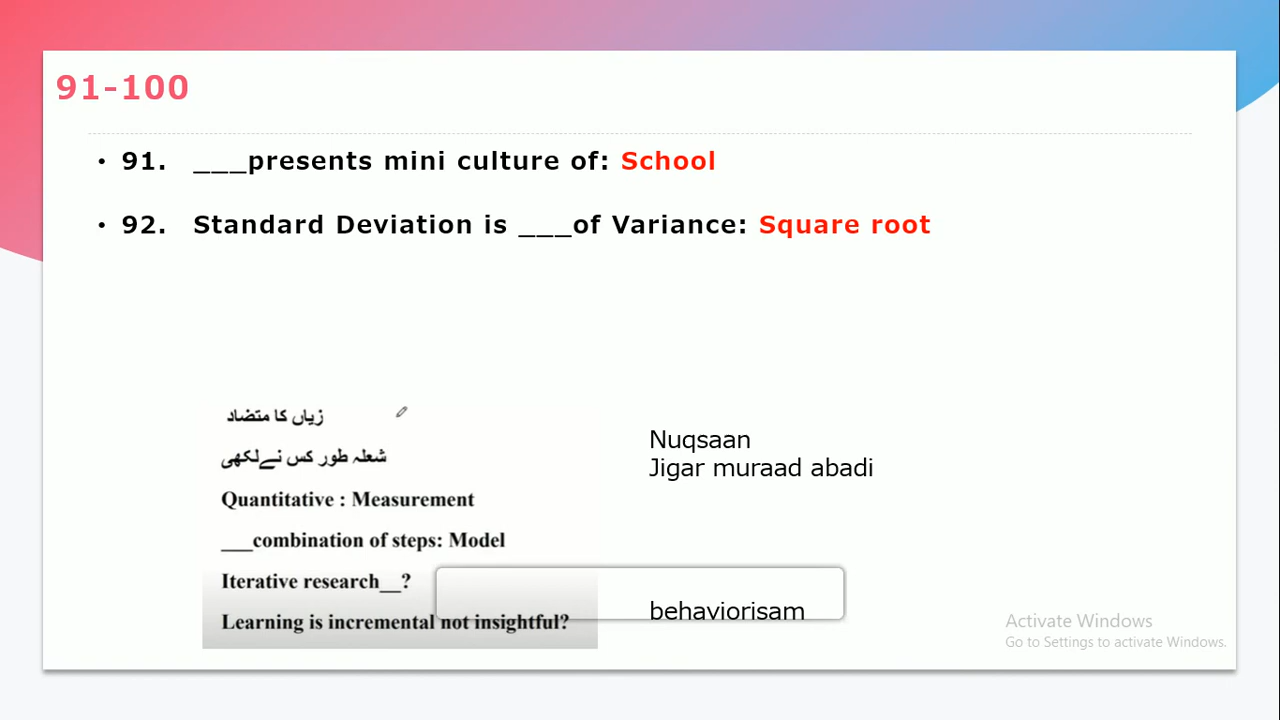 91-100
• 91. ___presents mini culture of: School
• 92. Standard Deviation is ___of Variance: Square root
زیاں کا متضاد
شعلہ طور کس نےلکھی
Quantitative : Measurement
___combination of steps: Model
Iterative research__?
Learning is incremental not insightful?
Nuqsaan
Jigar muraad abadi
behaviorisam
Activate Windows
Go to Settings to activate Windows.